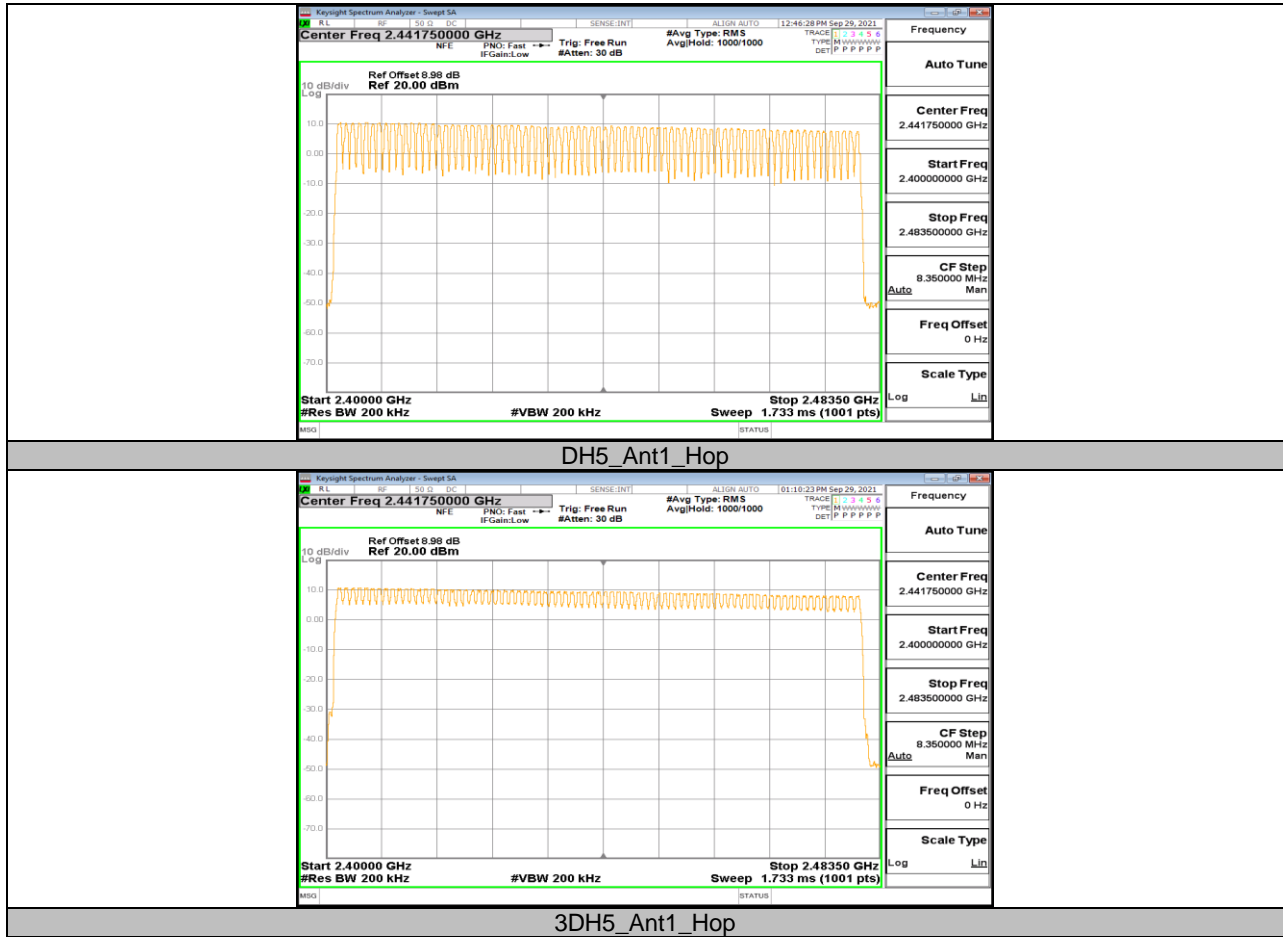 Keysight Spectrum Analyzer - Swept SA
RL RF 50 Ω DC SENSE:INT ALIGN AUTO 12:46:28 PM Sep 29, 2021
Center Freq 2.441750000 GHz
NFE PNO: Fast IFGain:Low
Trig: Free Run
#Atten: 30 dB
#Avg Type: RMS
Avg|Hold: 1000/1000
TRACE 1 2 3 4 5 6
TYPE M W W W W W
DET P P P P P P
Frequency
Auto Tune
Ref Offset 8.98 dB
10 dB/div Ref 20.00 dBm
Log
10.0
0.00
-10.0
-20.0
-30.0
-40.0
-50.0
-60.0
-70.0
Center Freq
2.441750000 GHz
Start Freq
2.400000000 GHz
Stop Freq
2.483500000 GHz
CF Step
8.350000 MHz
Auto Man
Freq Offset
0 Hz
Scale Type
Log Lin
Start 2.40000 GHz Stop 2.48350 GHz
#Res BW 200 kHz #VBW 200 kHz Sweep 1.733 ms (1001 pts)
MSG STATUS
DH5_Ant1_Hop
Keysight Spectrum Analyzer - Swept SA
RL RF 50 Ω DC SENSE:INT ALIGN AUTO 01:10:23 PM Sep 29, 2021
Center Freq 2.441750000 GHz
NFE PNO: Fast IFGain:Low
Trig: Free Run
#Atten: 30 dB
#Avg Type: RMS
Avg|Hold: 1000/1000
TRACE 1 2 3 4 5 6
TYPE M W W W W W
DET P P P P P P
Frequency
Auto Tune
Ref Offset 8.98 dB
10 dB/div Ref 20.00 dBm
Log
10.0
0.00
-10.0
-20.0
-30.0
-40.0
-50.0
-60.0
-70.0
Center Freq
2.441750000 GHz
Start Freq
2.400000000 GHz
Stop Freq
2.483500000 GHz
CF Step
8.350000 MHz
Auto Man
Freq Offset
0 Hz
Scale Type
Log Lin
Start 2.40000 GHz Stop 2.48350 GHz
#Res BW 200 kHz #VBW 200 kHz Sweep 1.733 ms (1001 pts)
MSG STATUS
3DH5_Ant1_Hop